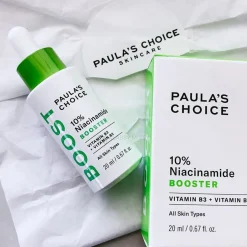 PAULA'S CHOICE
SKINCARE
PAULA'S
CHOICE
10%
Niacinamide
BOOSTER
VITAMIN B3 + VITAMIN
All Skin Types
20 ml / 0.67 fl. oz.
BOOST
PAULA'S
CHOICE
10%
Niacinamide
BOOSTER
VITAMIN B3 + VITAMIN
All Skin Types
20 ml / 0.67 fl. oz.